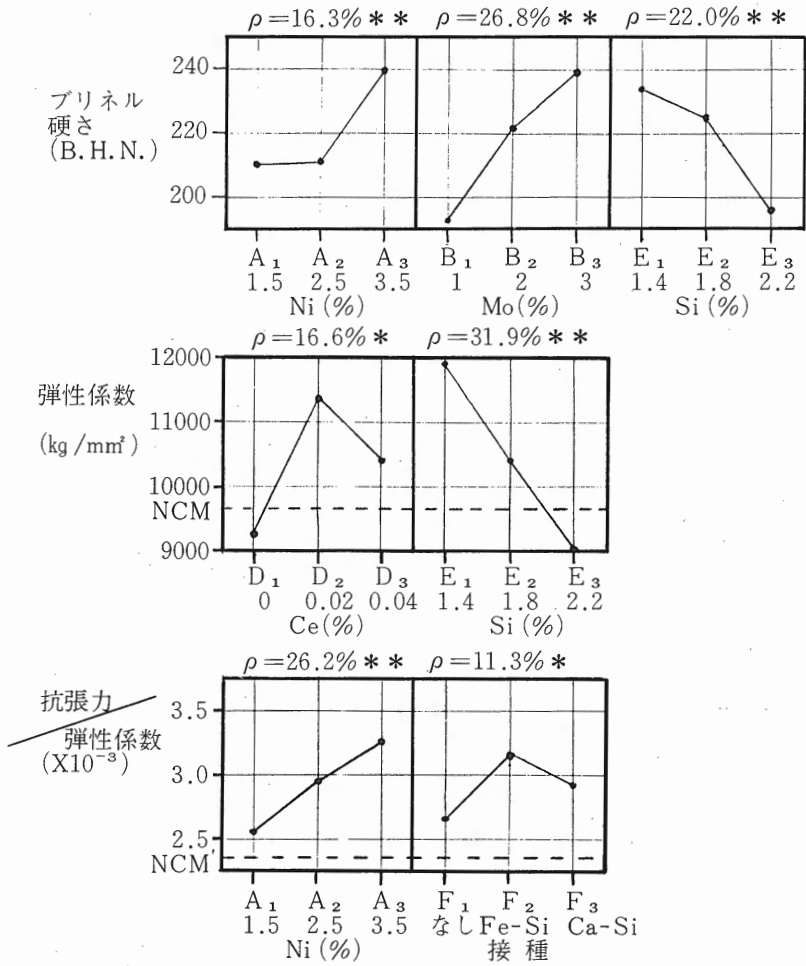 ρ=16.3%** ρ=26.8%** ρ=22.0%**
ブリネル
硬さ
(B.H.N.)
240
220
200
A₁ A₂ A₃ B₁ B₂ B₃ E₁ E₂ E₃
1.5 2.5 3.5 1 2 3 1.4 1.8 2.2
Ni(%) Mo(%) Si(%)
ρ=16.6%* ρ=31.9%**
弾性係数
(kg/mm²)
12000
11000
10000
NCM
9000
D₁ D₂ D₃ E₁ E₂ E₃
0 0.02 0.04 1.4 1.8 2.2
Ce(%) Si(%)
ρ=26.2%** ρ=11.3%*
抗張力
弾性係数
(X10⁻³)
3.5
3.0
2.5
NCM
A₁ A₂ A₃ F₁ F₂ F₃
1.5 2.5 3.5 なし Fe-Si Ca-Si
Ni(%) 接種